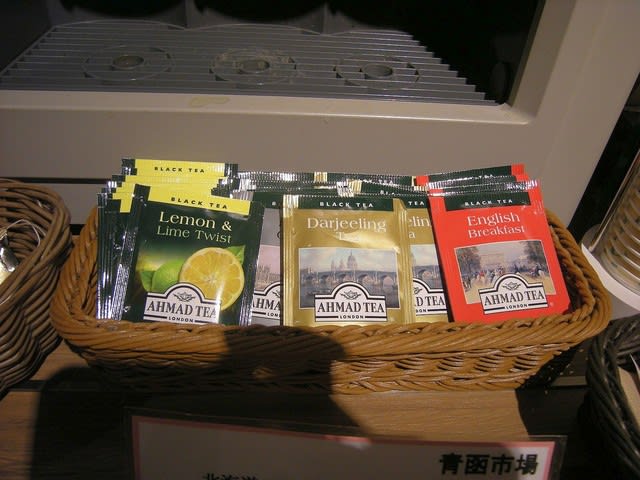 BLACK TEA
Lemon &
Lime Twist
AHMAD TEA
LONDON
BLACK TEA
Darjeeling
AHMAD TEA
LONDON
BLACK TEA
English
Breakfast
AHMAD TEA
LONDON
BLACK TEA
青函市場